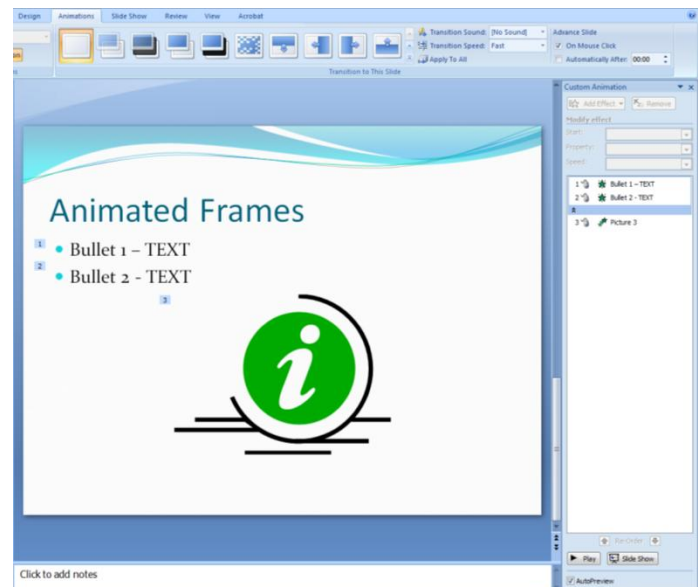 Design Animations Slide Show Review View Acrobat
Transition Sound: [No Sound] Advance Slide
Transition Speed: Fast On Mouse Click
Apply To All Automatically After: 00:00
Transition to This Slide
Custom Animation
Add Effect Remove
Modify effect
Start:
Property:
Speed:
1 Bullet 1 – TEXT
2 Bullet 2 - TEXT
3 Picture 3
Animated Frames
1 • Bullet 1 – TEXT
2 • Bullet 2 - TEXT
3
i
Re-Order
Play Slide Show
AutoPreview
Click to add notes